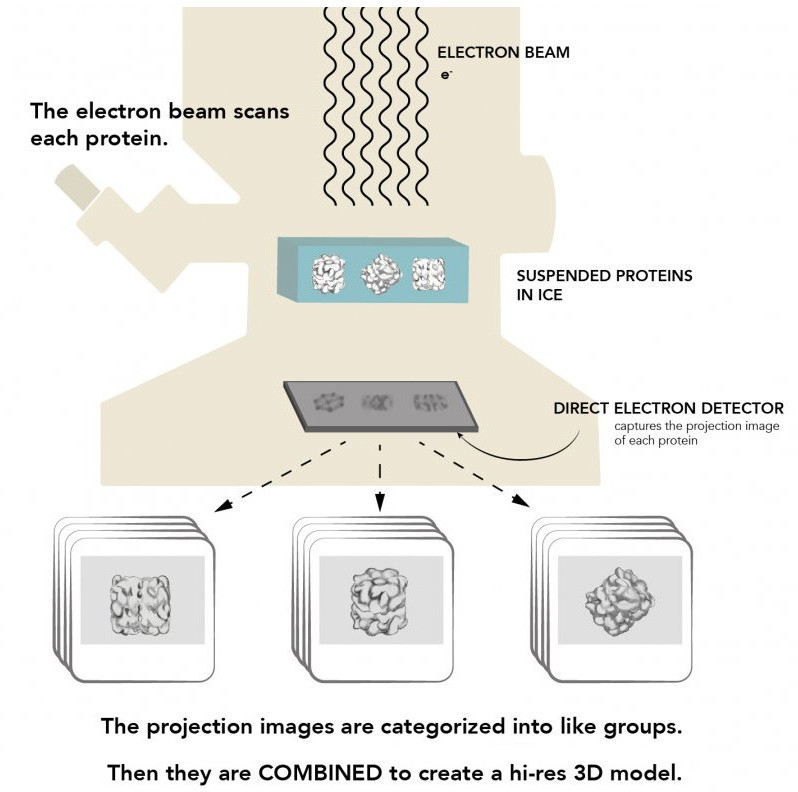 ELECTRON BEAM
e-
The electron beam scans
each protein.
SUSPENDED PROTEINS
IN ICE
DIRECT ELECTRON DETECTOR
captures the projection image
of each protein
The projection images are categorized into like groups.
Then they are COMBINED to create a hi-res 3D model.